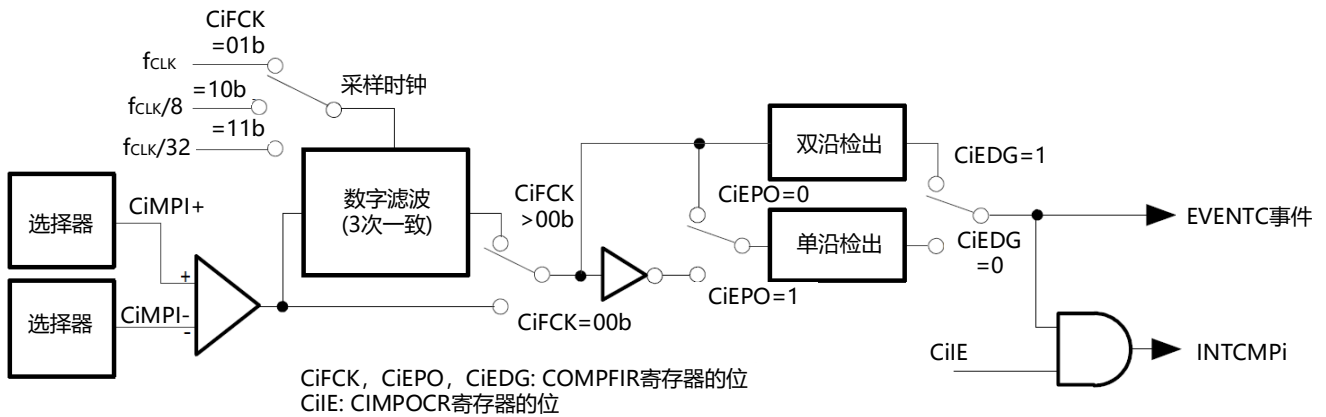 CiFCK
=01b
fCLK
采样时钟
=10b
fCLK/8
=11b
fCLK/32
双沿检出
CiEDG=1
选择器
CiMPI+
数字滤波
(3次一致)
CiFCK
>00b
CiEPO=0
EVENTC事件
单沿检出
CiEDG
=0
+
CiEPO=1
选择器
CiMPI-
-
CiFCK=00b
CiIE
INTCMPi
CiFCK，CiEPO，CiEDG: COMPFIR寄存器的位
CiIE: CIMPOCR寄存器的位